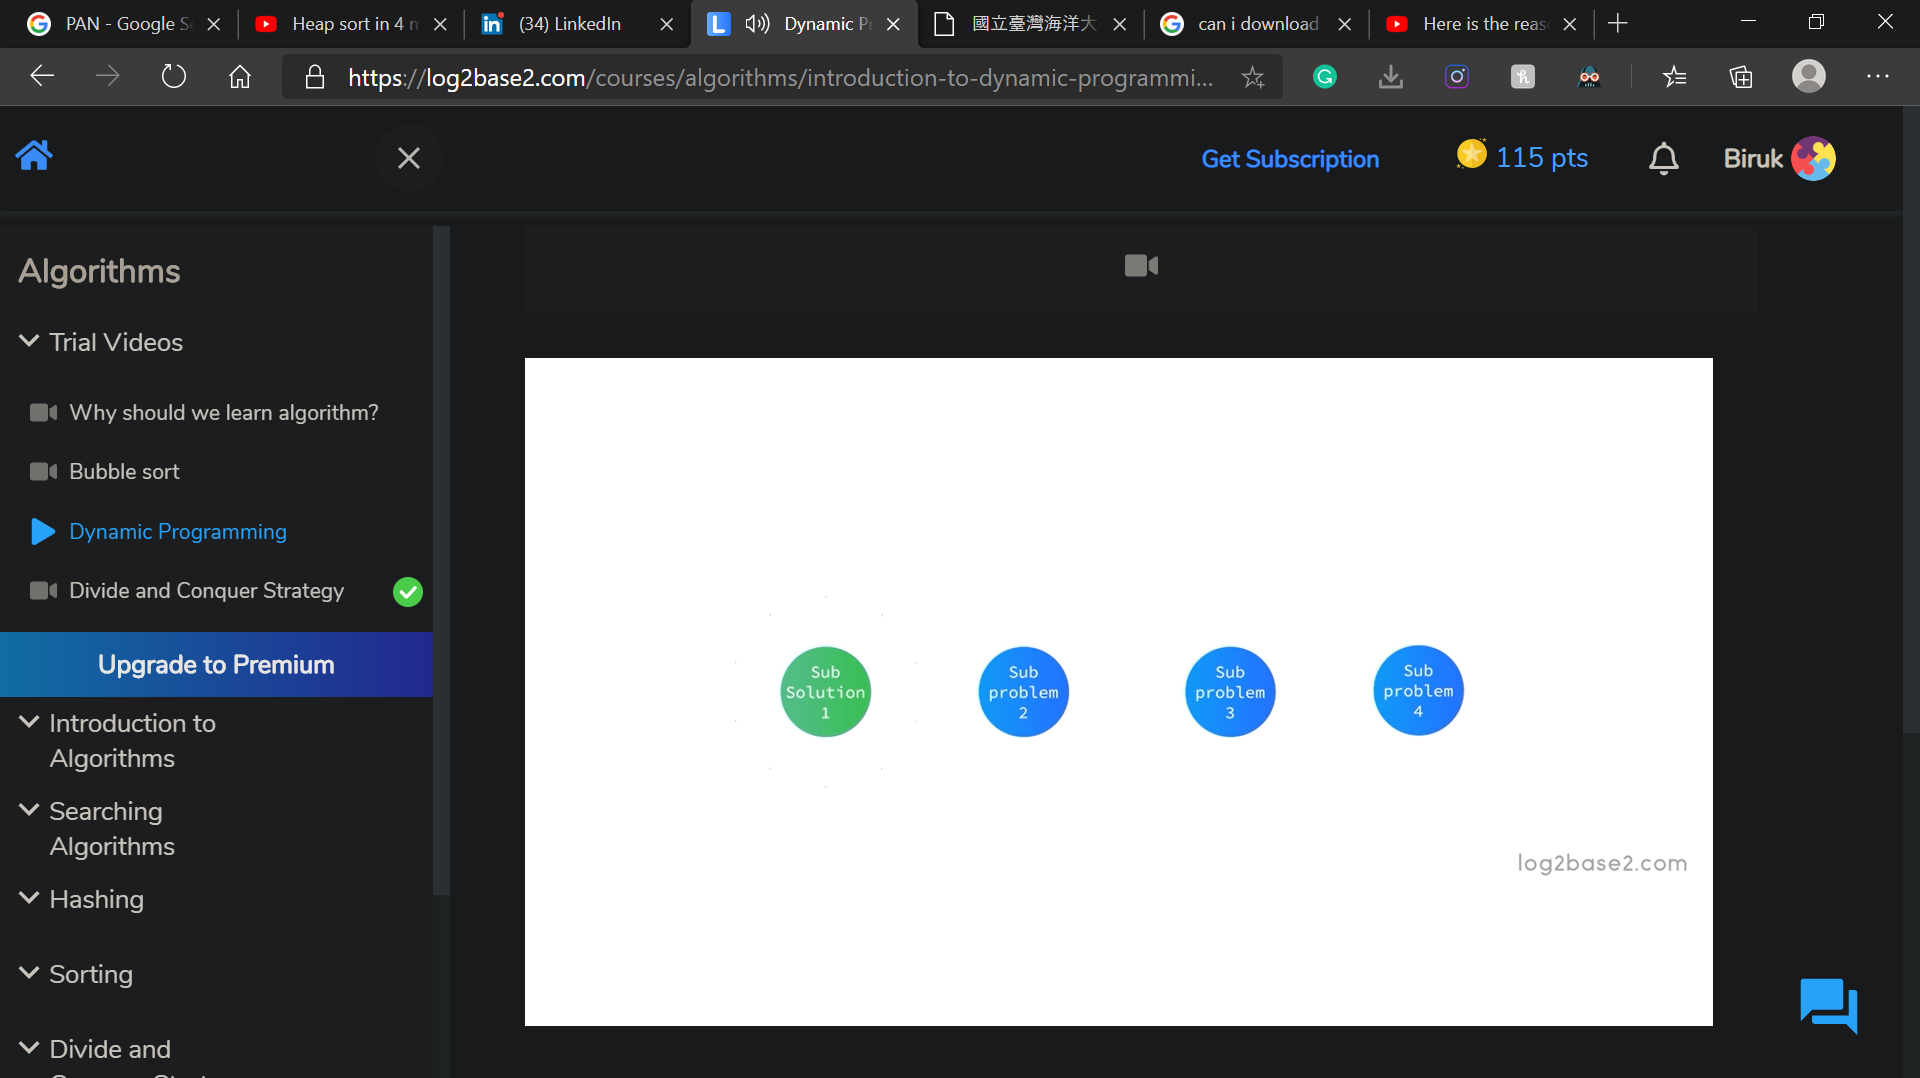 PAN - Google S
Heap sort in 4 m
(34) LinkedIn
Dynamic P
國立臺灣海洋大
can i download
Here is the reas
https://log2base2.com/courses/algorithms/introduction-to-dynamic-programmi...
Get Subscription
115 pts
Biruk
Algorithms
Trial Videos
Why should we learn algorithm?
Bubble sort
Dynamic Programming
Divide and Conquer Strategy
Upgrade to Premium
Introduction to
Algorithms
Searching
Algorithms
Hashing
Sorting
Divide and
Sub
Solution
1
Sub
problem
2
Sub
problem
3
Sub
problem
4
log2base2.com